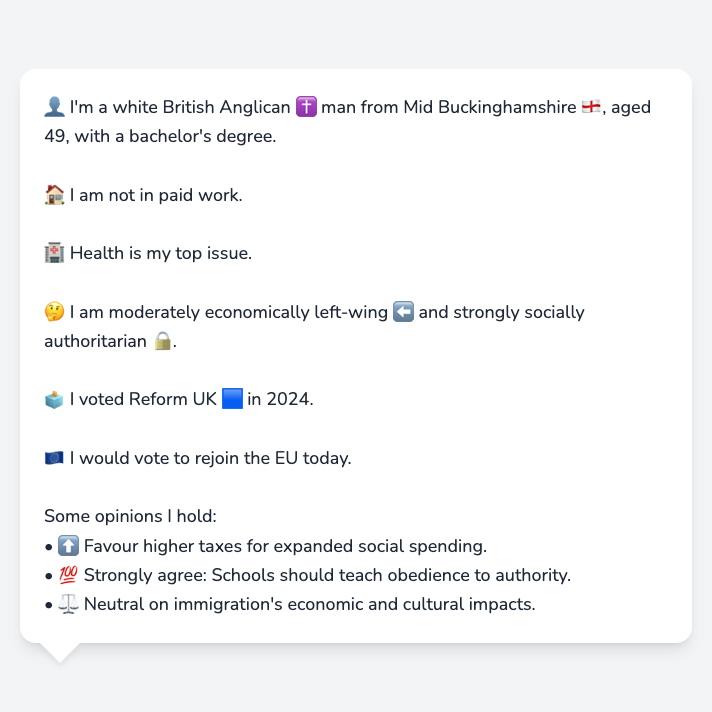 👤 I'm a white British Anglican ✝️ man from Mid Buckinghamshire 🏴󠁧󠁢󠁥󠁮󠁧󠁿, aged
49, with a bachelor's degree.
🏠 I am not in paid work.
🏥 Health is my top issue.
🤔 I am moderately economically left-wing ⬅️ and strongly socially
authoritarian 🔒.
🗳️ I voted Reform UK 🟦 in 2024.
🇪🇺 I would vote to rejoin the EU today.
Some opinions I hold:
• ⬆️ Favour higher taxes for expanded social spending.
• 💯 Strongly agree: Schools should teach obedience to authority.
• ⚖️ Neutral on immigration's economic and cultural impacts.